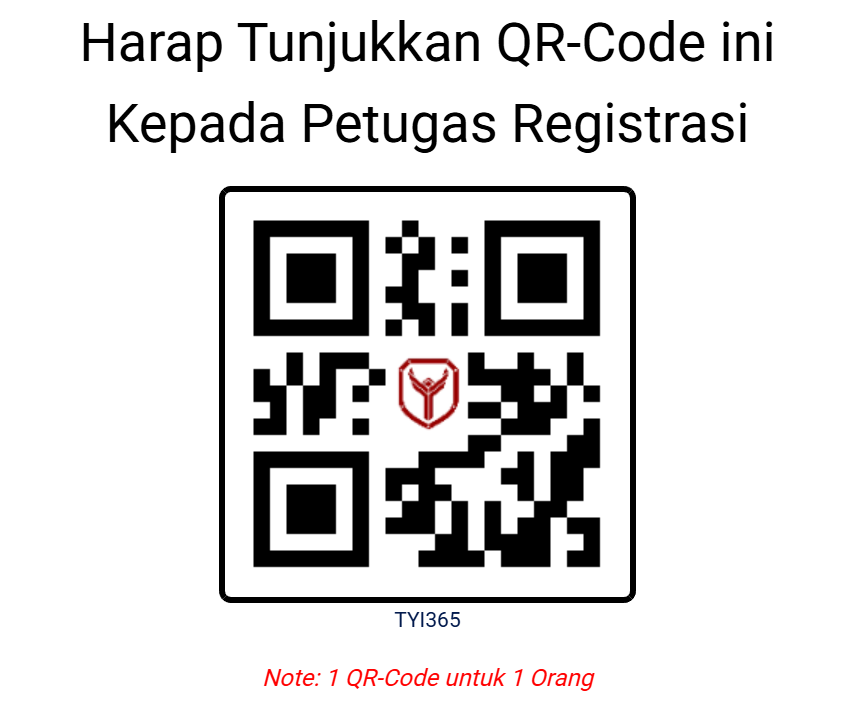 Harap Tunjukkan QR-Code ini
Kepada Petugas Registrasi
TYI365
Note: 1 QR-Code untuk 1 Orang